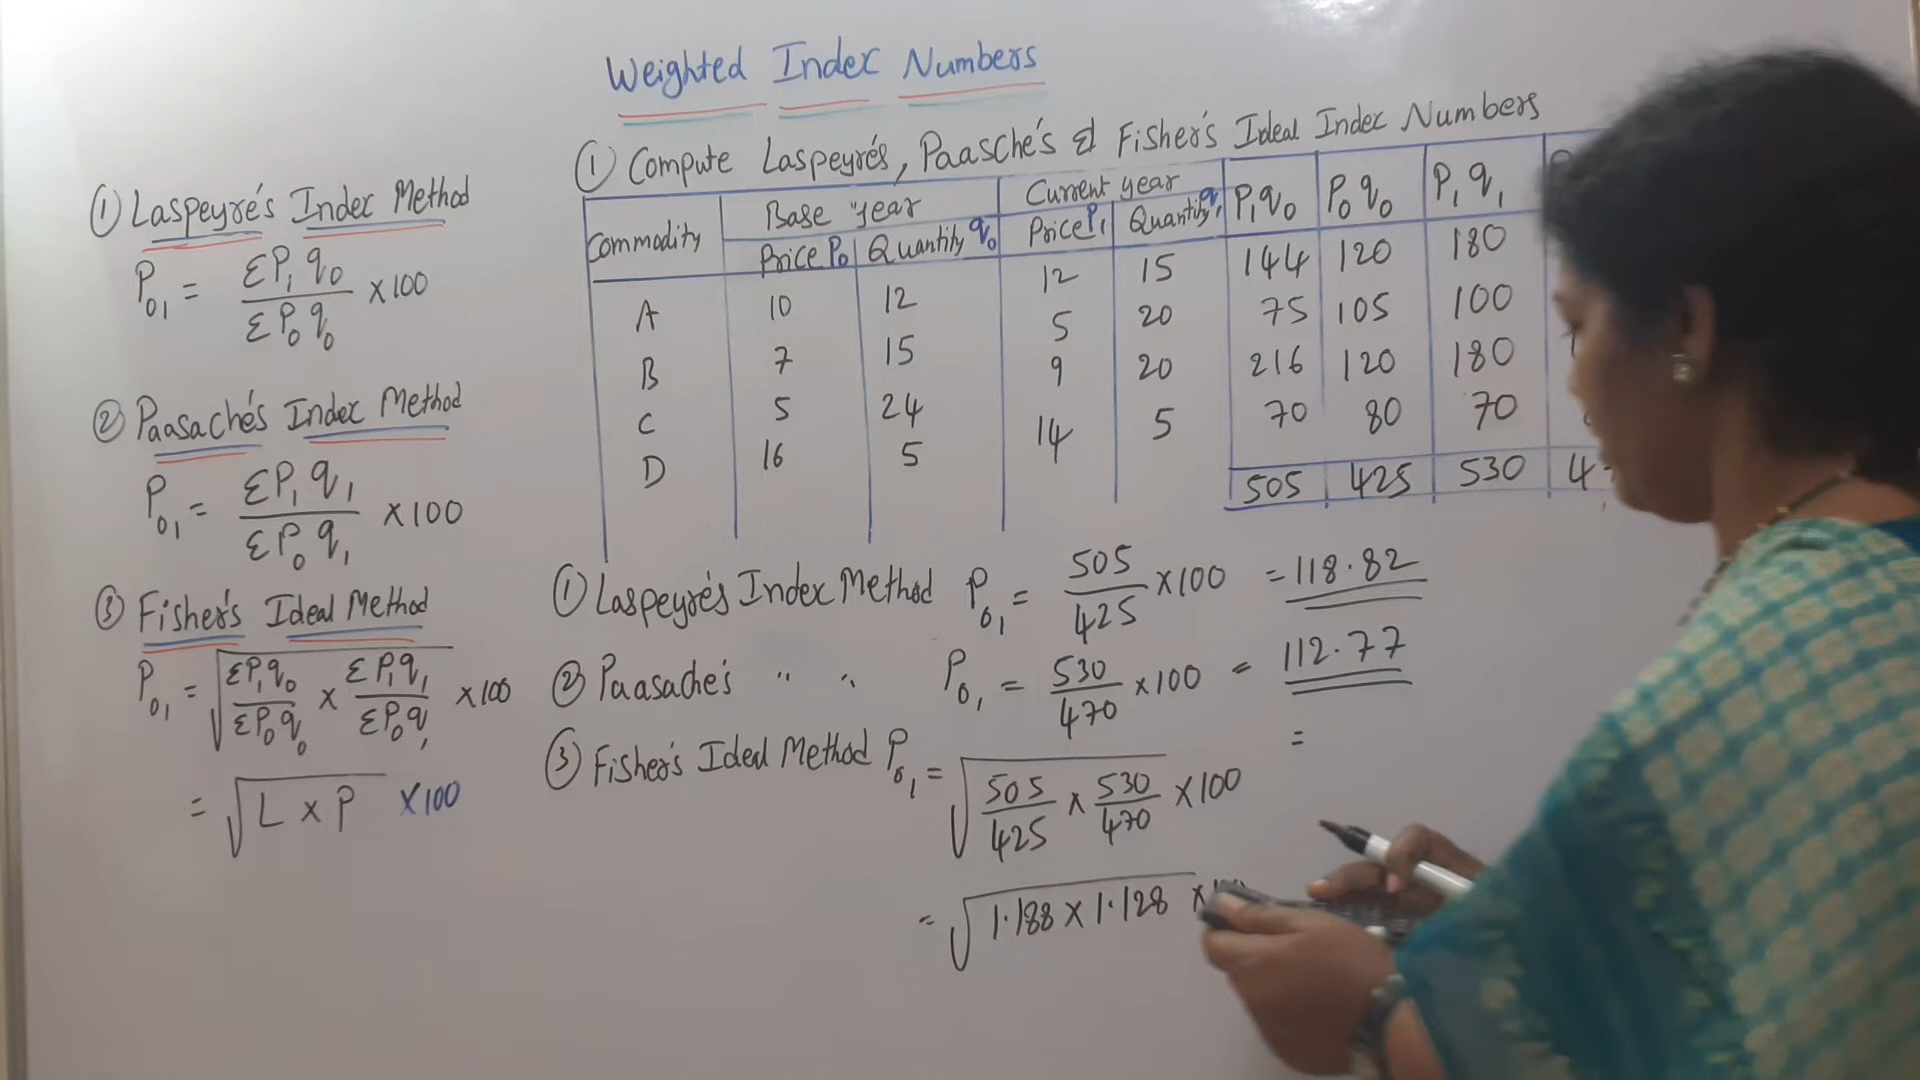 Weighted Index Numbers
① Laspeyre's Index Method
P₀₁ = ΣP₁q₀ / ΣP₀q₀ ×100
② Paasache's Index Method
P₀₁ = ΣP₁q₁ / ΣP₀q₁ ×100
③ Fisher's Ideal Method
P₀₁ = √(ΣP₁q₀ / ΣP₀q₀ × ΣP₁q₁ / ΣP₀q₁) ×100
= √(L × P) ×100
① Compute Laspeyre's, Paasche's & Fisher's Ideal Index Numbers
Commodity Base year Current year P₁q₀ P₀q₀ P₁q₁
Price P₀ Quantity q₀ Price P₁ Quantity q₁
A 10 12 12 15 144 120 180
B 7 15 5 20 75 105 100
C 5 24 9 20 216 120 180
D 16 5 14 5 70 80 70
505 425 530
① Laspeyre's Index Method P₀₁ = 505/425 ×100 = 118.82
② Paasache's " " P₀₁ = 530/470 ×100 = 112.77
③ Fisher's Ideal Method P₀₁ = √(505/425 × 530/470) ×100 =
= √(1.188 × 1.128) ×